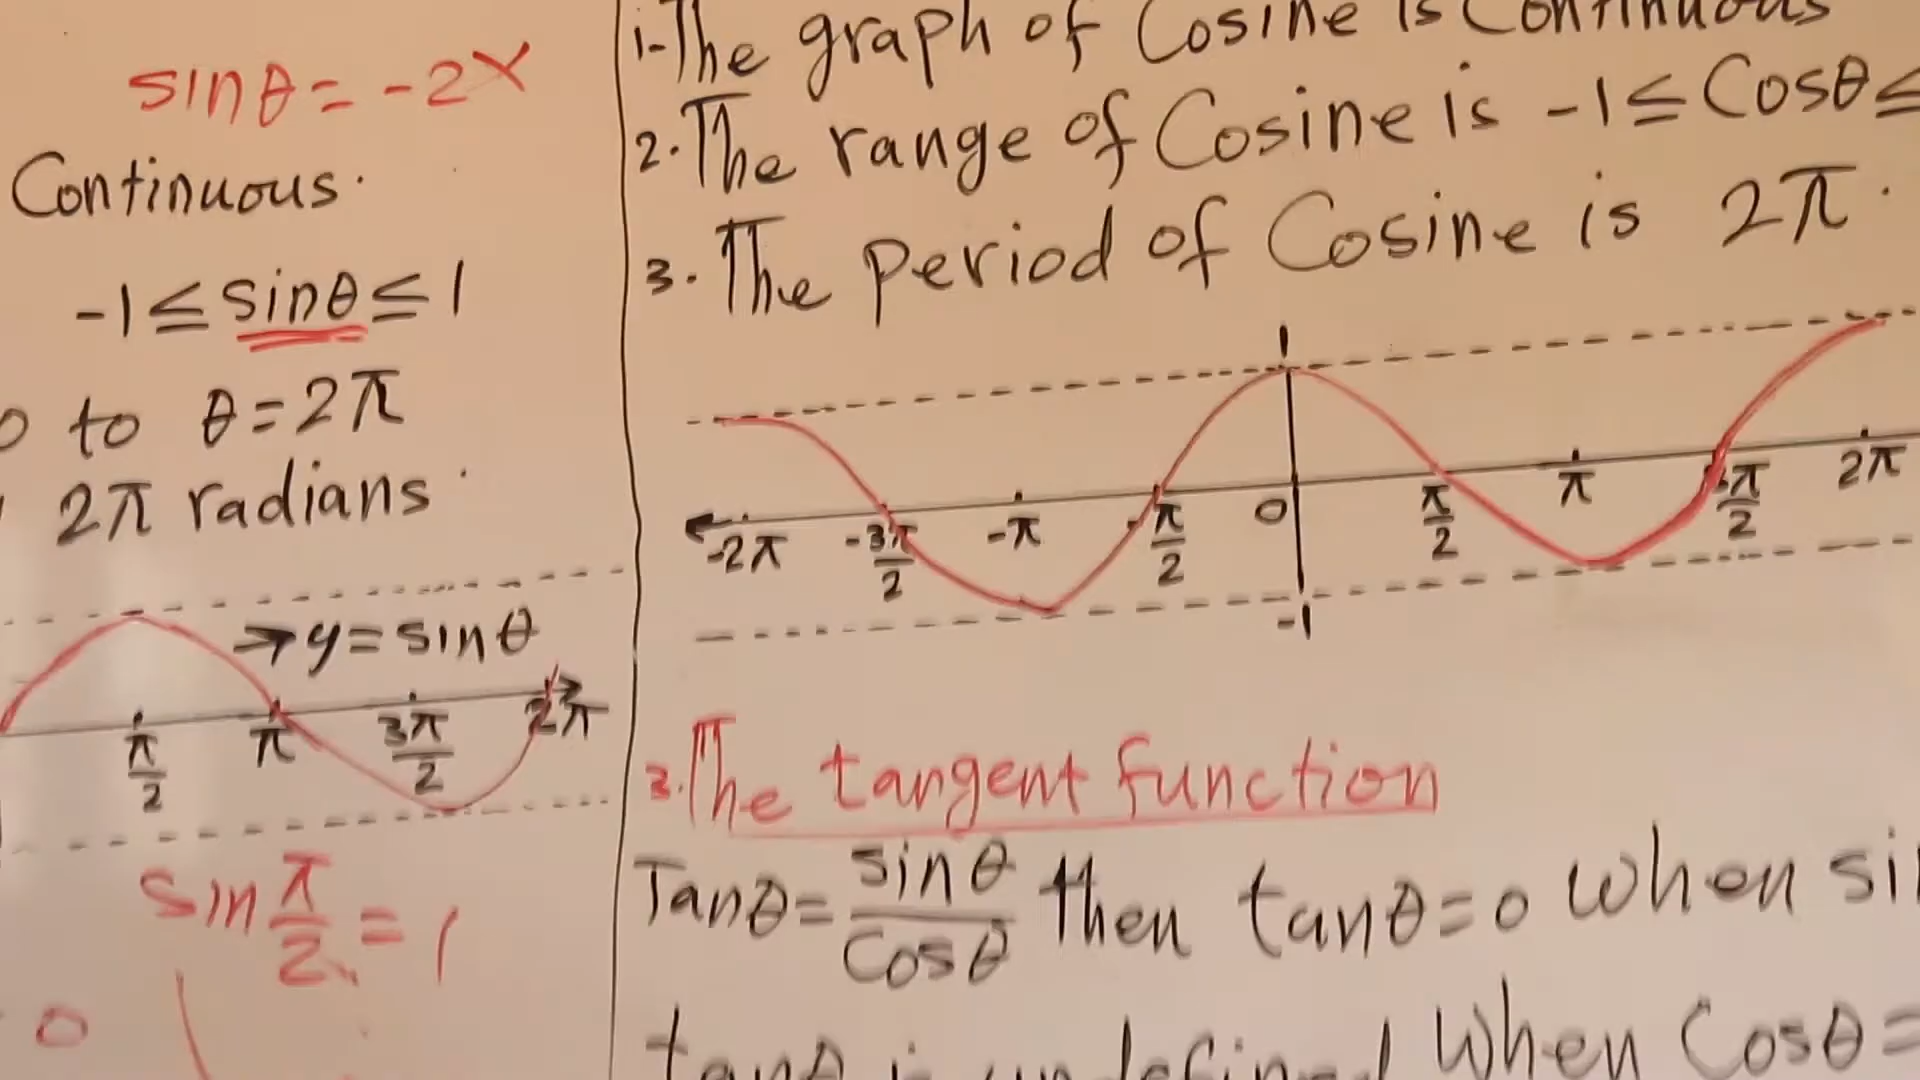 sinθ = -2 X
Continuous.
-1 ≤ sinθ ≤ 1
0 to θ = 2π
2π radians.
→ y = sinθ
π/2 π 3π/2 2π
sin π/2 = 1
0
1- The graph of Cosine is Continuous
2. The range of Cosine is -1 ≤ Cosθ ≤
3. The period of Cosine is 2π.
1
-2π -3π/2 -π -π/2 0 π/2 π 3π/2 2π
-1
3. The tangent function
Tanθ = sinθ/Cosθ then tanθ = 0 when
when Cosθ =